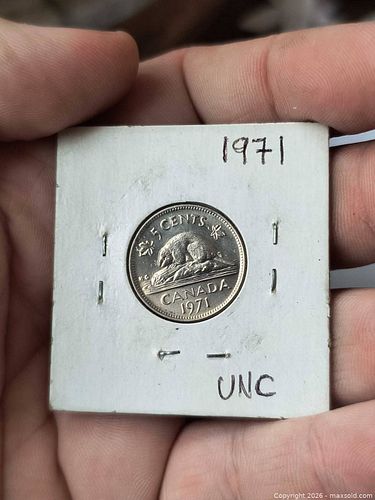 1971
5 CENTS
K·G
CANADA
1971
UNC
Copyright 2026 - maxsold.com